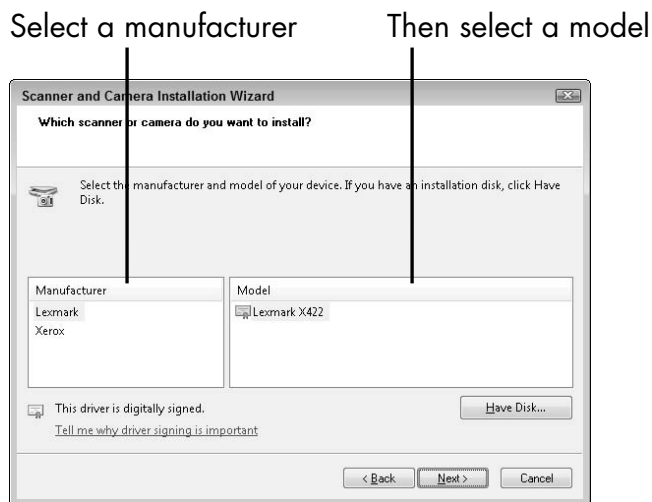 Select a manufacturer
Then select a model
Scanner and Camera Installation Wizard
Which scanner or camera do you want to install?
Select the manufacturer and model of your device. If you have an installation disk, click Have
Disk.
Manufacturer
Model
Lexmark
Lexmark X422
Xerox
This driver is digitally signed.
Have Disk...
Tell me why driver signing is important
< Back
Next >
Cancel